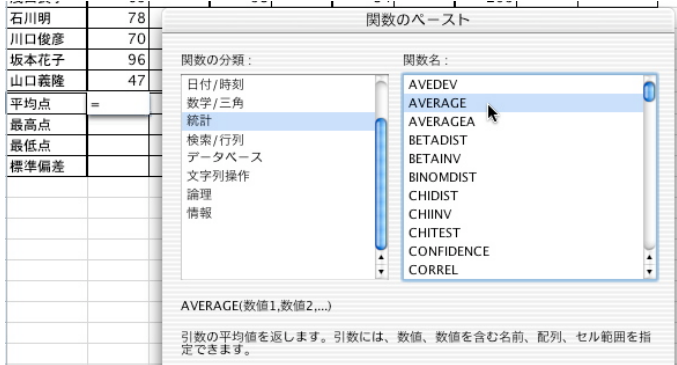 関数のペースト
石川明 78
川口俊彦 70
坂本花子 96
山口義隆 47
平均点 =
最高点
最低点
標準偏差
関数の分類:
日付/時刻
数学/三角
統計
検索/行列
データベース
文字列操作
論理
情報
関数名:
AVEDEV
AVERAGE
AVERAGEA
BETADIST
BETAINV
BINOMDIST
CHIDIST
CHIINV
CHITEST
CONFIDENCE
CORREL
AVERAGE(数値1,数値2,...)
引数の平均値を返します。引数には、数値、数値を含む名前、配列、セル範囲を指
定できます。